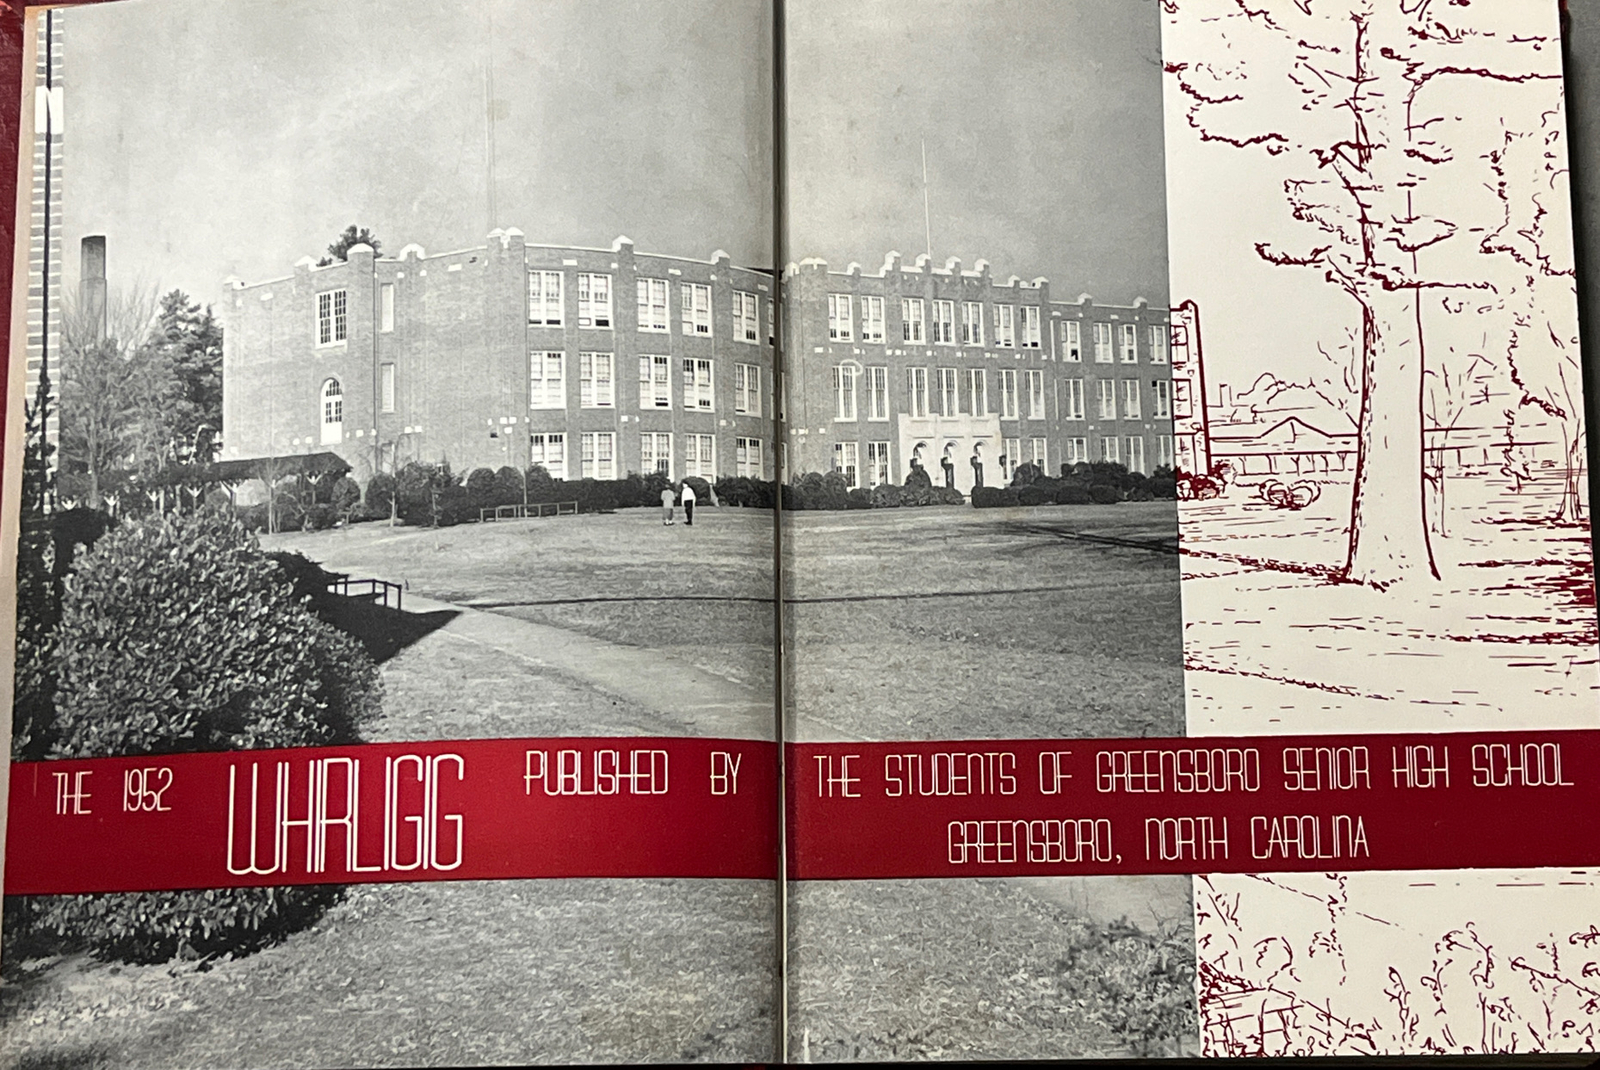 THE 1952 WHIRLIGIG PUBLISHED BY THE STUDENTS OF GREENSBORO SENIOR HIGH SCHOOL
GREENSBORO, NORTH CAROLINA